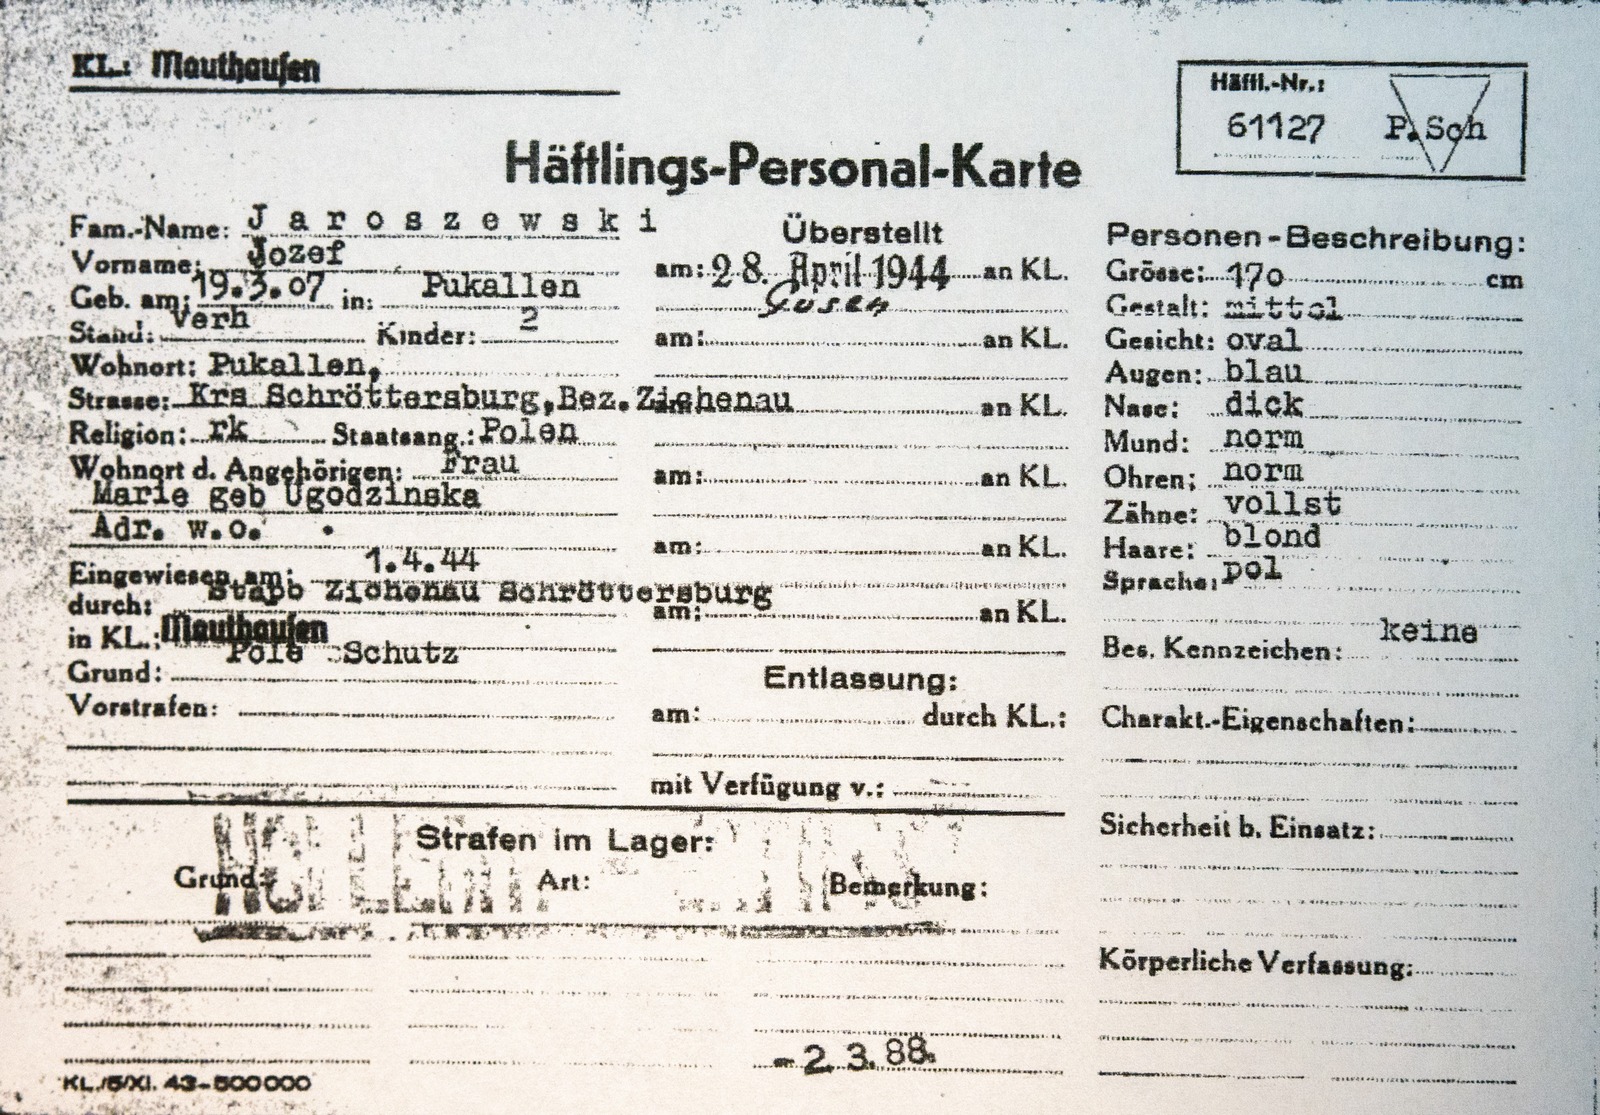 KL.: Mauthausen
Häftl.-Nr.:
61127 P.Sch
Häftlings-Personal-Karte
Fam.-Name: Jaroszewski
Vorname: Jozef
Geb. am: 19.3.07 in: Pukallen
Stand: Verh Kinder: 2
Wohnort: Pukallen,
Strasse: Krs Schröttersburg, Bez. Zichenau
Religion: rk Staatsang.: Polen
Wohnort d. Angehörigen: Frau
Marie geb Ugodzinska
Adr. w.o.
Eingewiesen am: 1.4.44
durch: Stapo Zichenau Schröttersburg
in KL.: Mauthausen
Grund: Pole Schutz
Vorstrafen:
Überstellt
am: 28. April 1944 an KL.
Gusen
am: an KL.
am: an KL.
am: an KL.
am: an KL.
am: an KL.
Entlassung:
am: durch KL.:
mit Verfügung v.:
Personen-Beschreibung:
Grösse: 170 cm
Gestalt: mittel
Gesicht: oval
Augen: blau
Nase: dick
Mund: norm
Ohren: norm
Zähne: vollst
Haare: blond
Sprache: pol
Bes. Kennzeichen: keine
Charakt.-Eigenschaften:
Sicherheit b. Einsatz:
Körperliche Verfassung:
Strafen im Lager:
Grund: Art: Bemerkung:
-2.3.88.
KL/5/XI. 43-500000